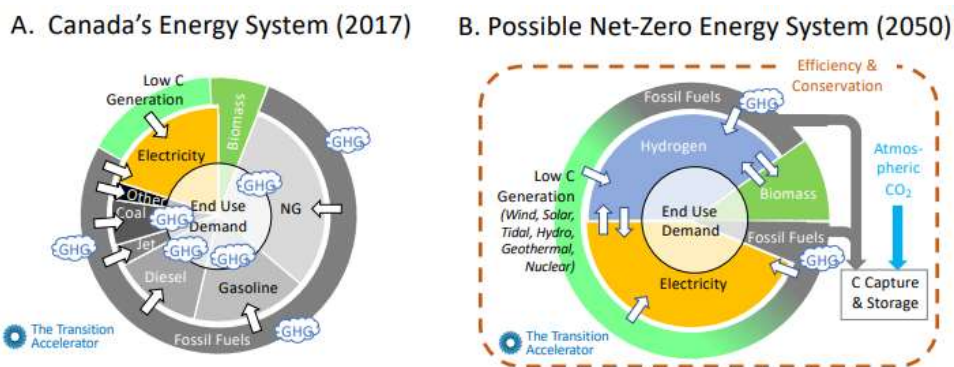 A. Canada's Energy System (2017)
Low C
Generation
Biomass
Electricity
Other
Coal
Jet
Diesel
Gasoline
NG
End Use
Demand
GHG
GHG
GHG
GHG
GHG
GHG
GHG
Fossil Fuels
The Transition
Accelerator
B. Possible Net-Zero Energy System (2050)
Efficiency &
Conservation
Fossil Fuels
GHG
Hydrogen
Atmos-
pheric
CO2
Low C
Generation
(Wind, Solar,
Tidal, Hydro,
Geothermal,
Nuclear)
Biomass
End Use
Demand
Fossil Fuels
GHG
Electricity
C Capture
& Storage
The Transition
Accelerator